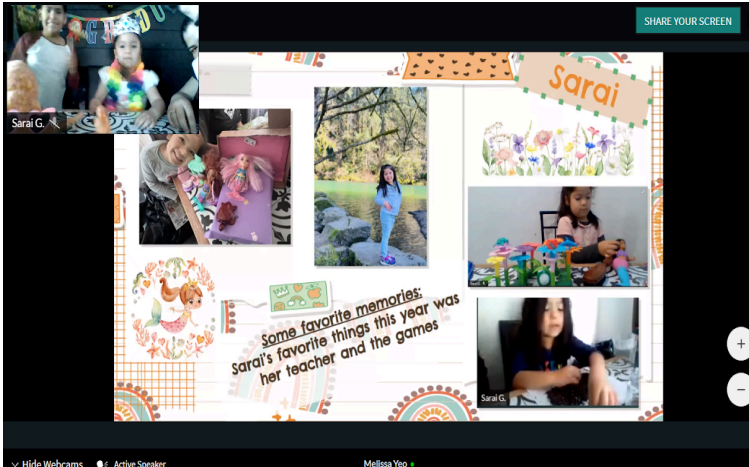 SHARE YOUR SCREEN
Sarai G.
Sarai
Some favorite memories:
Sarai's favorite things this year was
her teacher and the games
Sarai G.
Hide Webcams
Active Speaker
Melissa Yeo